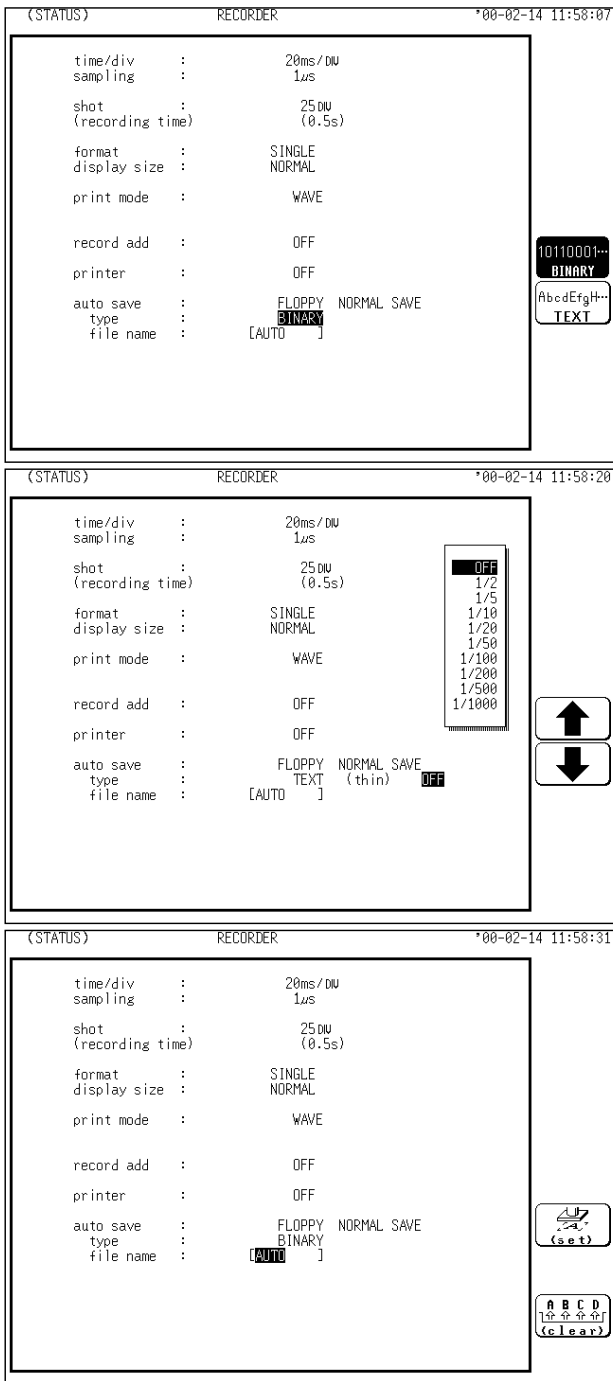 (STATUS) RECORDER '00-02-14 11:58:07
time/div : 20ms/DIV
sampling : 1µs
shot : 25DIV
(recording time) (0.5s)
format : SINGLE
display size : NORMAL
print mode : WAVE
record add : OFF
printer : OFF
auto save : FLOPPY NORMAL SAVE
type : BINARY
file name : [AUTO ]
10110001…
BINARY
AbcdEfgH…
TEXT
(STATUS) RECORDER '00-02-14 11:58:20
time/div : 20ms/DIV
sampling : 1µs
shot : 25DIV
(recording time) (0.5s)
format : SINGLE
display size : NORMAL
print mode : WAVE
record add : OFF
printer : OFF
auto save : FLOPPY NORMAL SAVE
type : TEXT (thin) OFF
file name : [AUTO ]
OFF
1/2
1/5
1/10
1/20
1/50
1/100
1/200
1/500
1/1000
(STATUS) RECORDER '00-02-14 11:58:31
time/div : 20ms/DIV
sampling : 1µs
shot : 25DIV
(recording time) (0.5s)
format : SINGLE
display size : NORMAL
print mode : WAVE
record add : OFF
printer : OFF
auto save : FLOPPY NORMAL SAVE
type : BINARY
file name : [AUTO ]
A
(set)
A B C D
(clear)